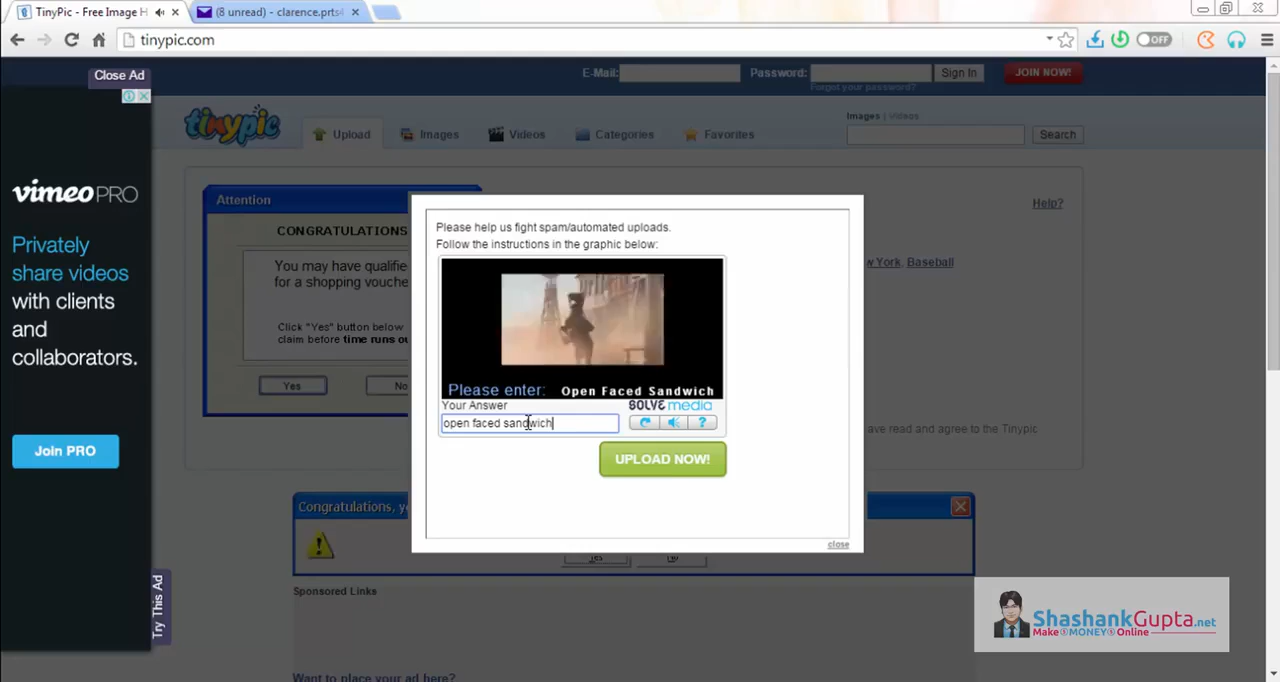 TinyPic - Free Image H
(8 unread) - clarence.prts
tinypic.com
OFF
Close Ad
E-Mail:
Password:
Sign In
JOIN NOW!
Forgot your password?
tinypic
Upload
Images
Videos
Categories
Favorites
Images | Videos
Search
vimeo PRO
Privately
share videos
with clients
and
collaborators.
Join PRO
Try This Ad
Attention
CONGRATULATIONS
You may have qualifie
for a shopping vouche
Click "Yes" button below
claim before time runs ou
Yes
No
Help?
w York, Baseball
Please help us fight spam/automated uploads.
Follow the instructions in the graphic below:
Please enter: Open Faced Sandwich
Your Answer
SOLVE media
open faced sandwich
?
UPLOAD NOW!
close
ave read and agree to the Tinypic
Congratulations, y
Sponsored Links
Want to place your ad here?
ShashankGupta.net
Make MONEY Online